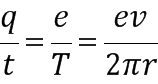 q/t = e/T = ev/2πr